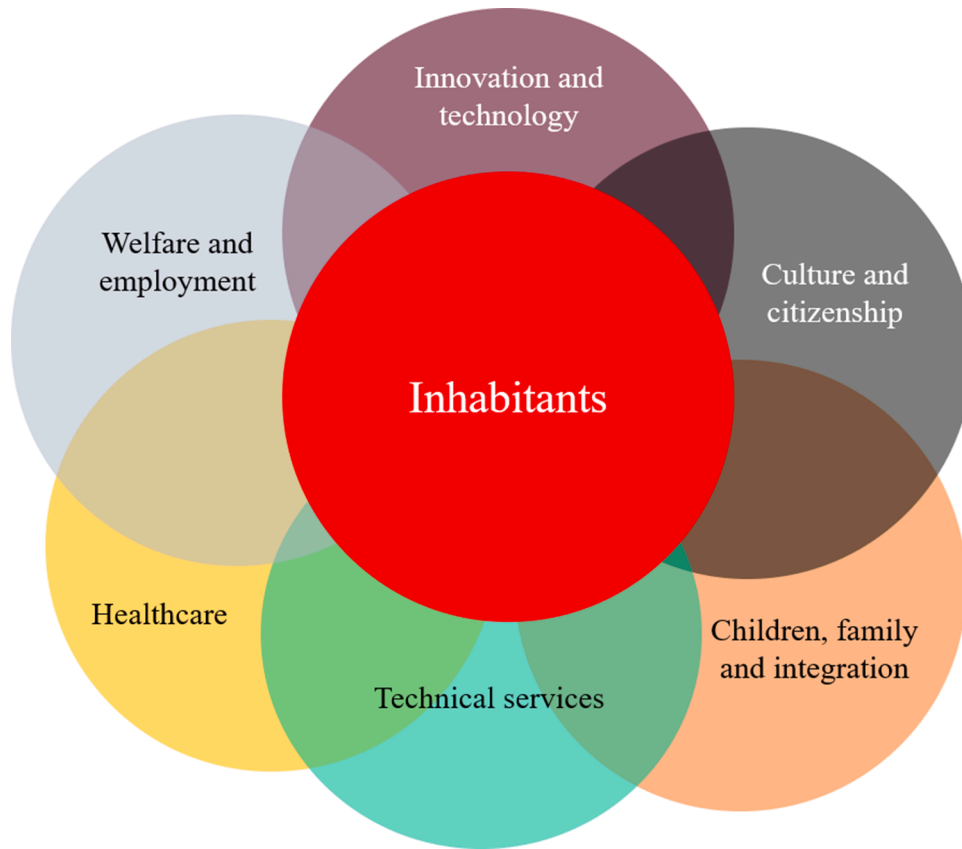 Innovation and
technology
Welfare and
employment
Culture and
citizenship
Inhabitants
Healthcare
Children, family
and integration
Technical services